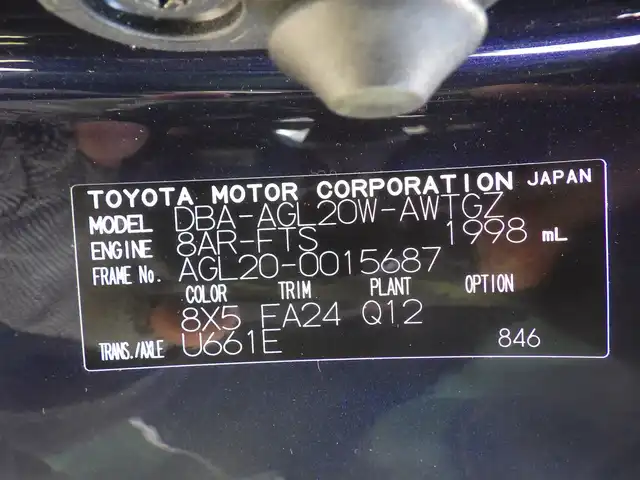 TOYOTA MOTOR CORPORATION JAPAN
MODEL DBA-AGL20W-AWTGZ
ENGINE 8AR-FTS 1998 mL
FRAME No. AGL20-0015687
COLOR TRIM PLANT OPTION
8X5 EA24 Q12
TRANS./AXLE U661E 846